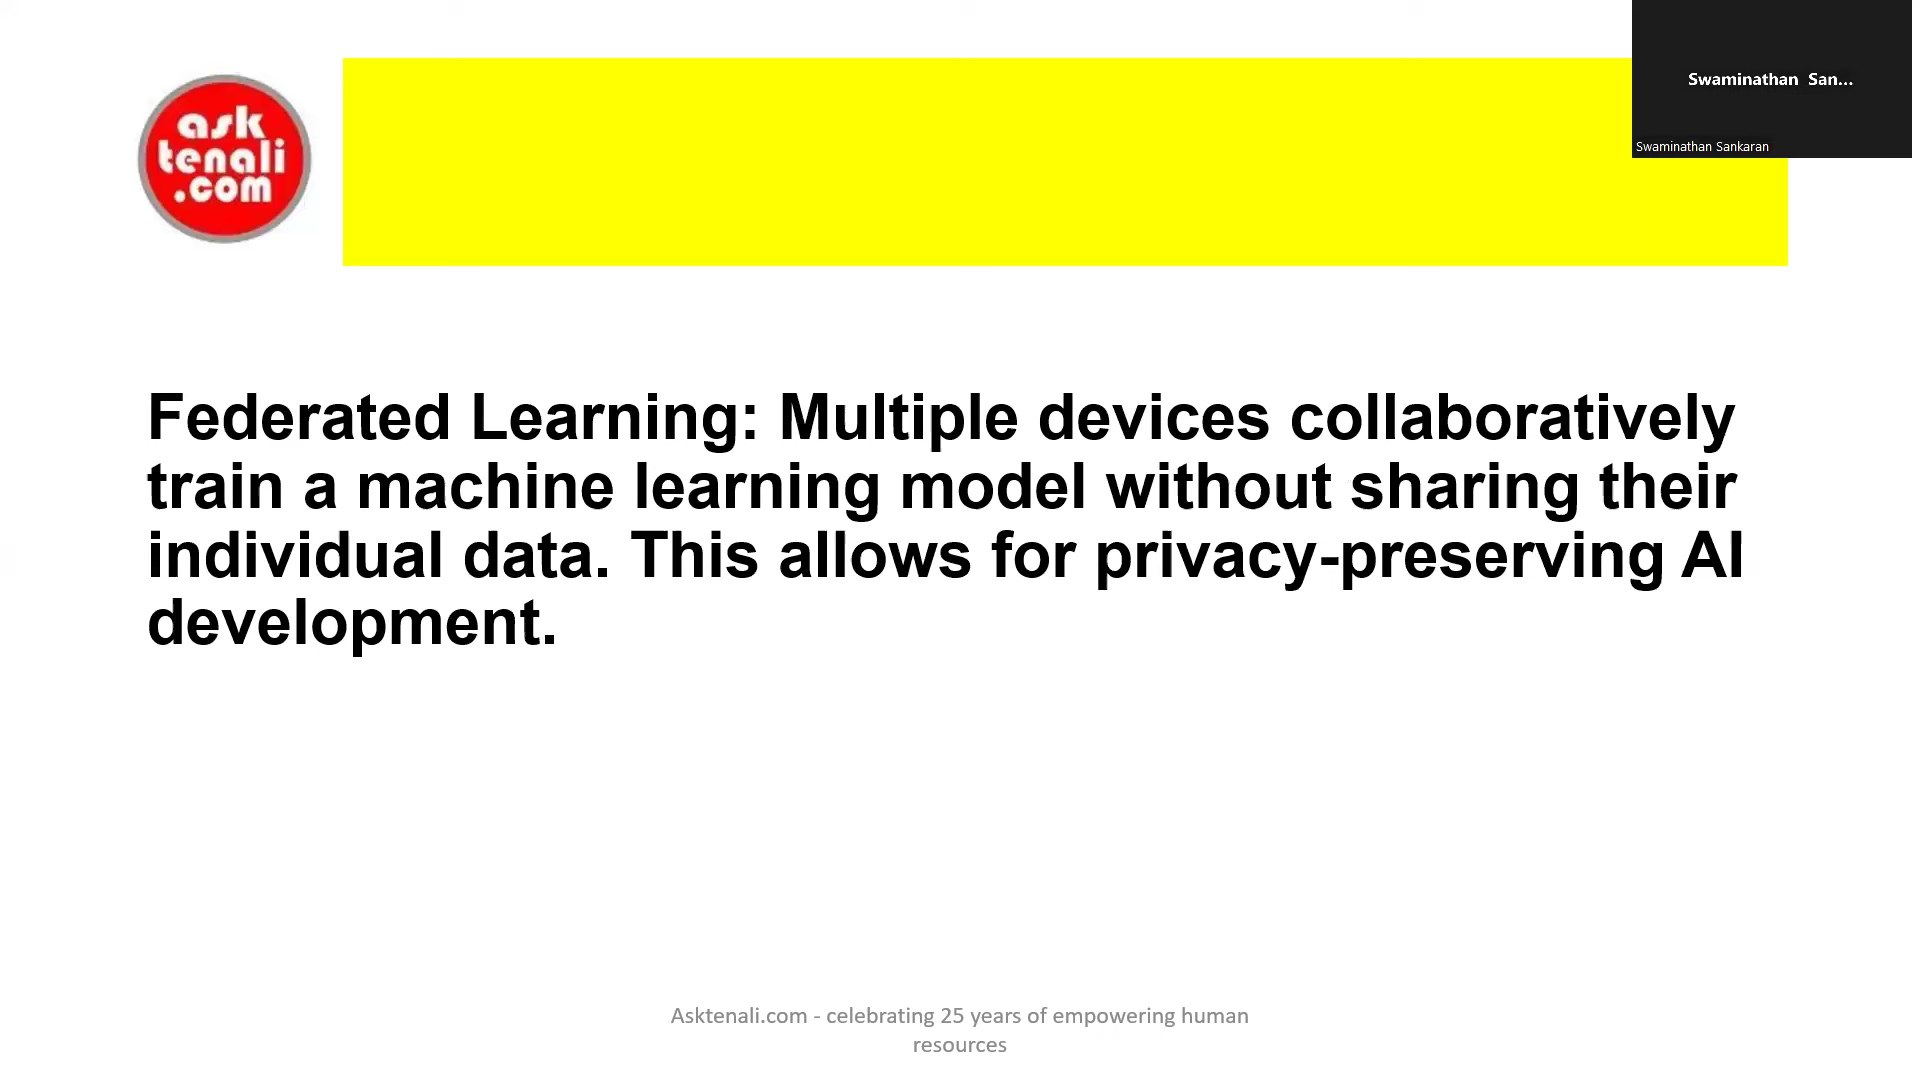 ask
tenali
.com
Swaminathan San...
Swaminathan Sankaran
Federated Learning: Multiple devices collaboratively
train a machine learning model without sharing their
individual data. This allows for privacy-preserving AI
development.
Asktenali.com - celebrating 25 years of empowering human
resources